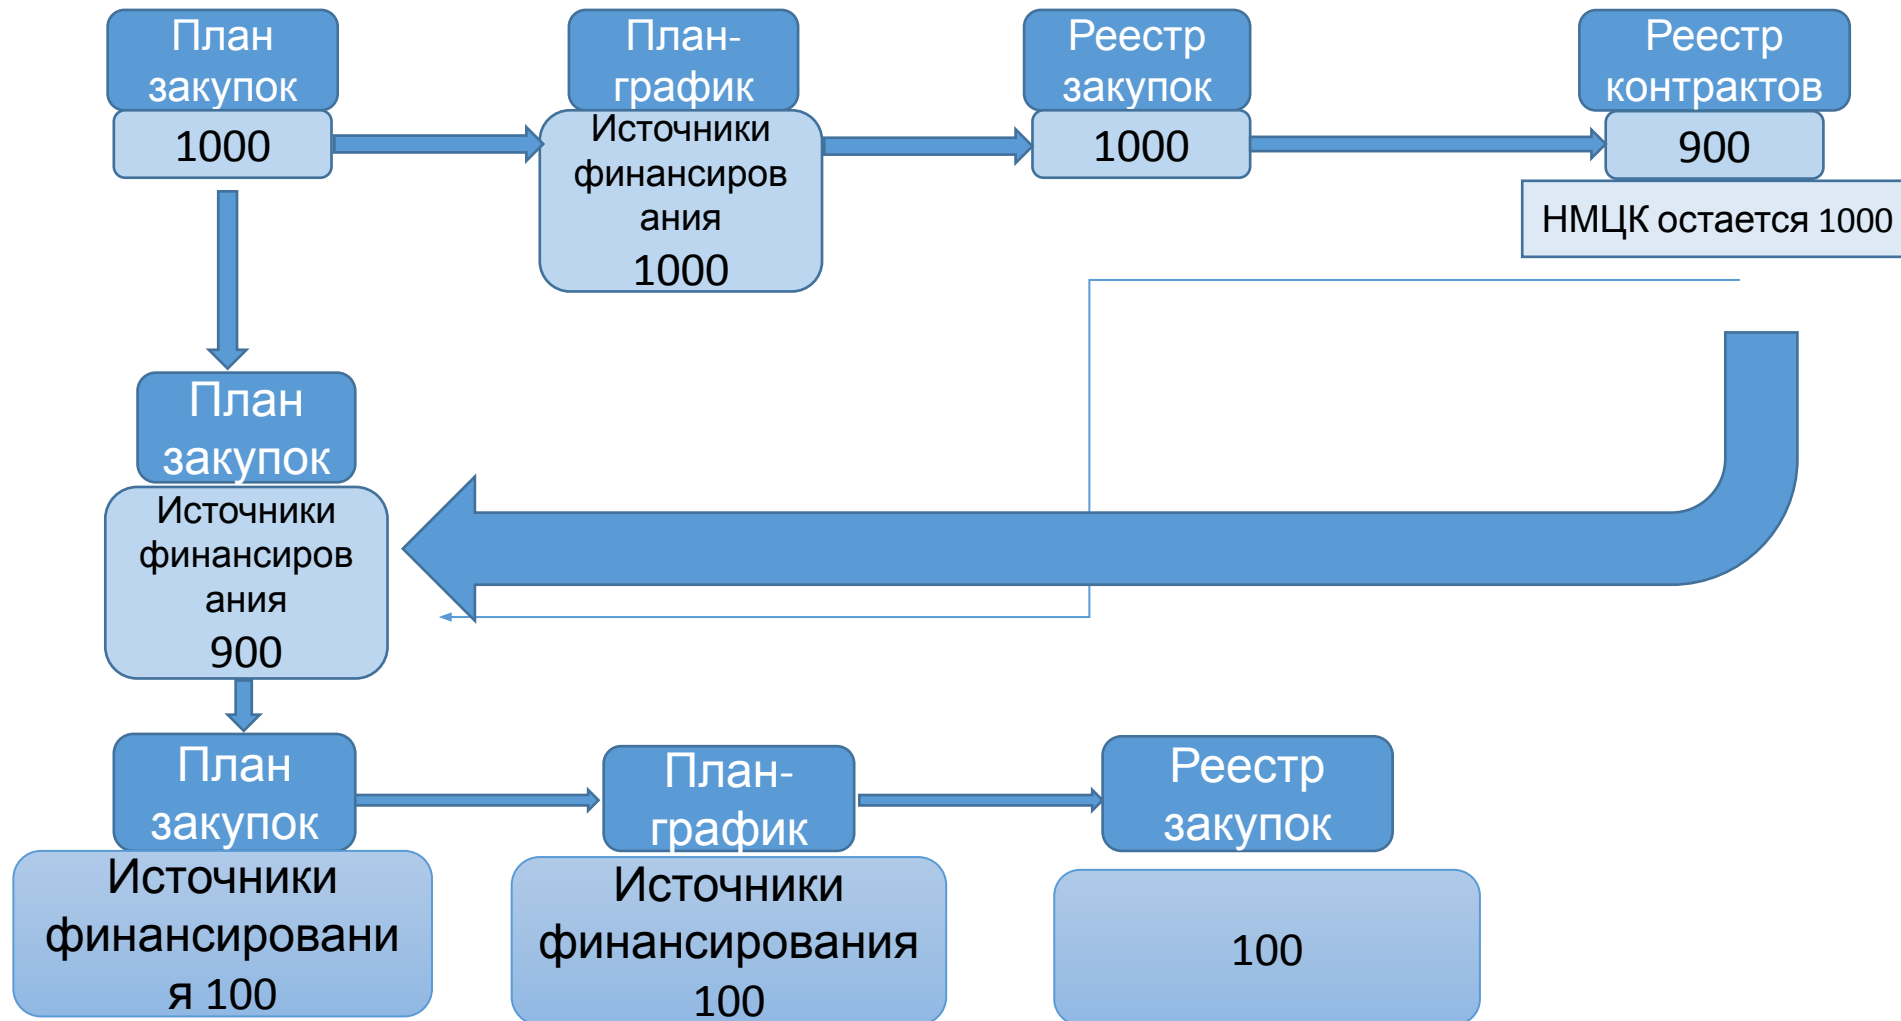 План
закупок
1000
План-
график
Источники
финансиров
ания
1000
Реестр
закупок
1000
Реестр
контрактов
900
НМЦК остается 1000
План
закупок
Источники
финансиров
ания
900
План
закупок
Источники
финансировани
я 100
План-
график
Источники
финансирования
100
Реестр
закупок
100